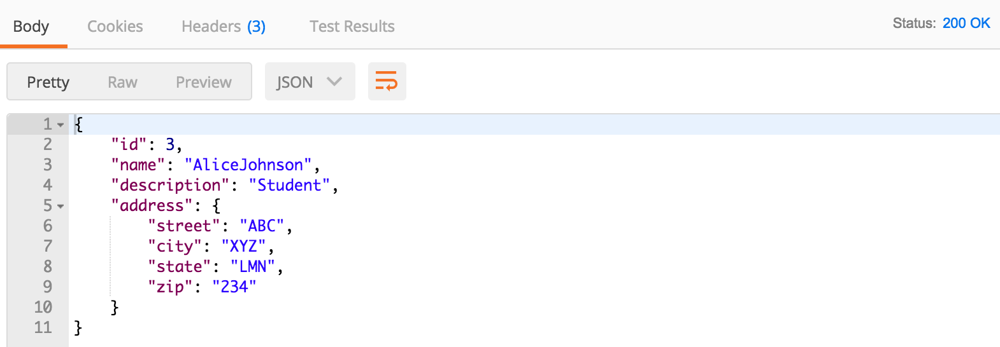 Body Cookies Headers (3) Test Results Status: 200 OK
Pretty Raw Preview JSON
1 {
2 "id": 3,
3 "name": "AliceJohnson",
4 "description": "Student",
5 "address": {
6 "street": "ABC",
7 "city": "XYZ",
8 "state": "LMN",
9 "zip": "234"
10 }
11 }